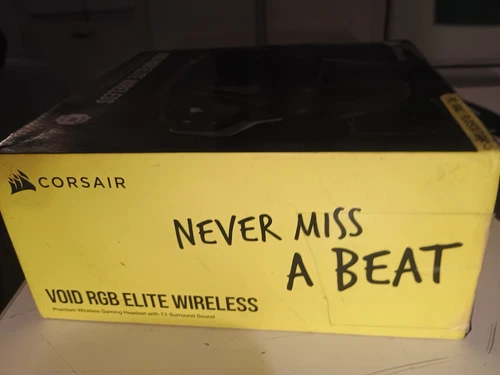 CORSAIR
NEVER MISS
A BEAT
VOID RGB ELITE WIRELESS
Premium Wireless Gaming Headset with 7.1 Surround Sound